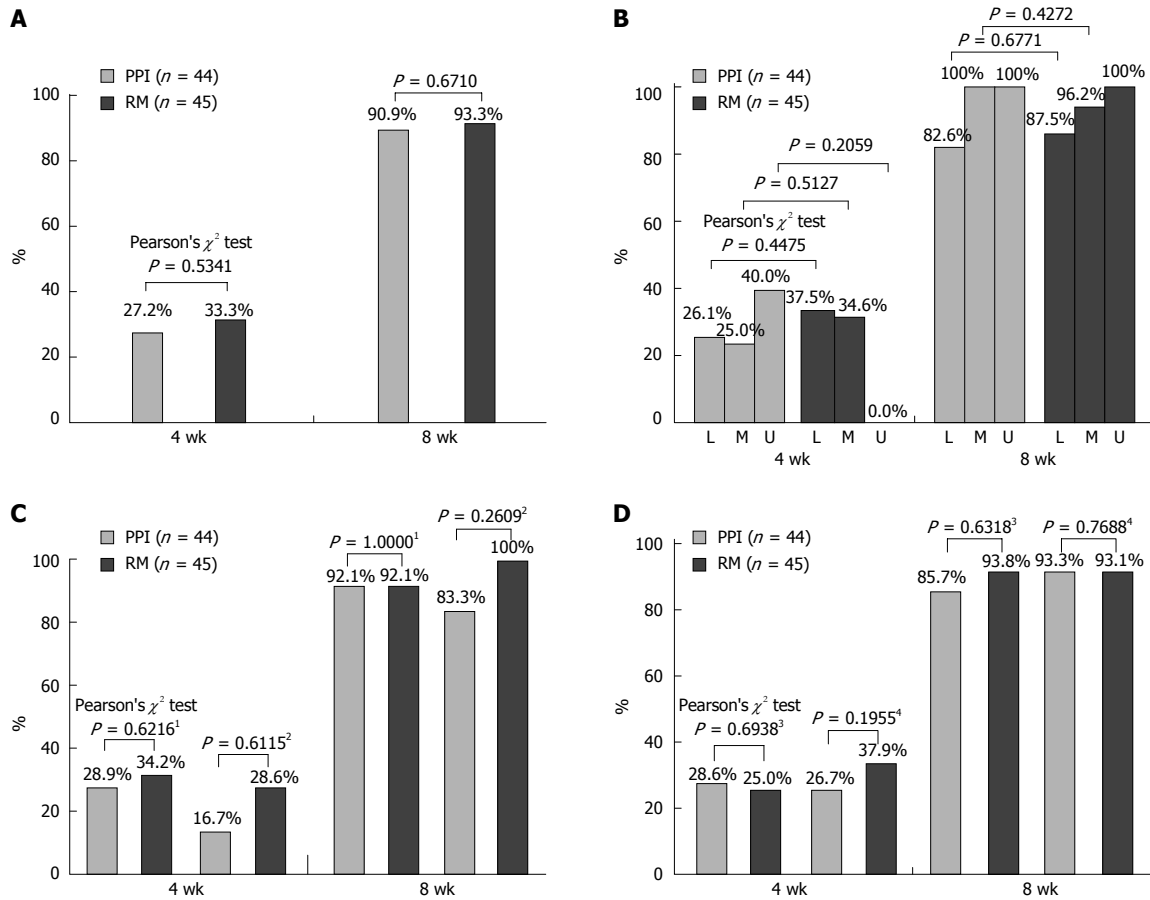 A
PPI (n = 44)
RM (n = 45)
P = 0.6710
90.9% 93.3%
Pearson's χ² test
P = 0.5341
27.2% 33.3%
100
80
60
40
20
0
%
4 wk 8 wk
B
PPI (n = 44)
RM (n = 45)
P = 0.4272
P = 0.6771
100% 100% 100%
82.6% 87.5% 96.2%
P = 0.2059
P = 0.5127
Pearson's χ² test
P = 0.4475
26.1% 25.0% 40.0% 37.5% 34.6% 0.0%
100
80
60
40
20
0
%
L M U L M U L M U L M U
4 wk 8 wk
C
PPI (n = 44)
RM (n = 45)
P = 1.0000¹ P = 0.2609²
92.1% 92.1% 83.3% 100%
Pearson's χ² test
P = 0.6216¹ P = 0.6115²
28.9% 34.2% 16.7% 28.6%
100
80
60
40
20
0
%
4 wk 8 wk
D
PPI (n = 44)
RM (n = 45)
P = 0.6318³ P = 0.7688⁴
85.7% 93.8% 93.3% 93.1%
Pearson's χ² test
P = 0.6938³ P = 0.1955⁴
28.6% 25.0% 26.7% 37.9%
100
80
60
40
20
0
%
4 wk 8 wk